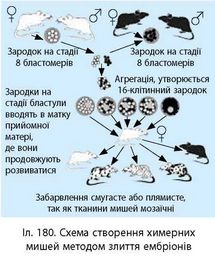 ♀ ♂ ♀ ♂
Зародок на стадії
8 бластомерів
Зародок на стадії
8 бластомерів
Агрегація, утворюється
16-клітинний зародок
Зародки на
стадії бластули
вводять в матку
прийомної
матері,
де вони
продовжують
розвиватися
♀
Забарвлення смугасте або плямисте,
так як тканини мишей мозаїчні
Іл. 180. Схема створення химерних
мишей методом злиття ембріонів